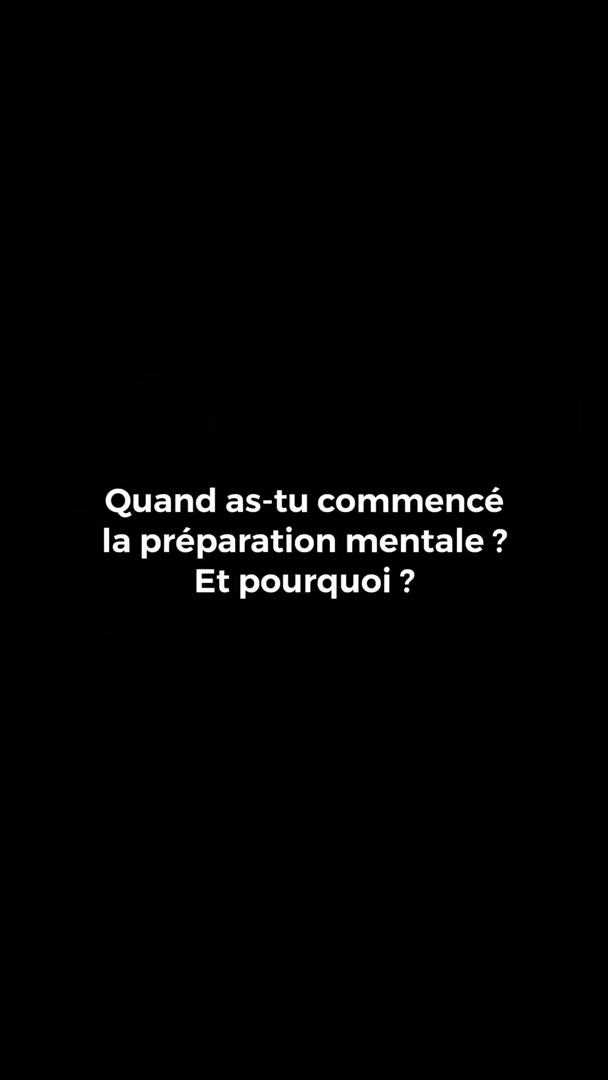 Quand as-tu commencé
la préparation mentale ?
Et pourquoi ?